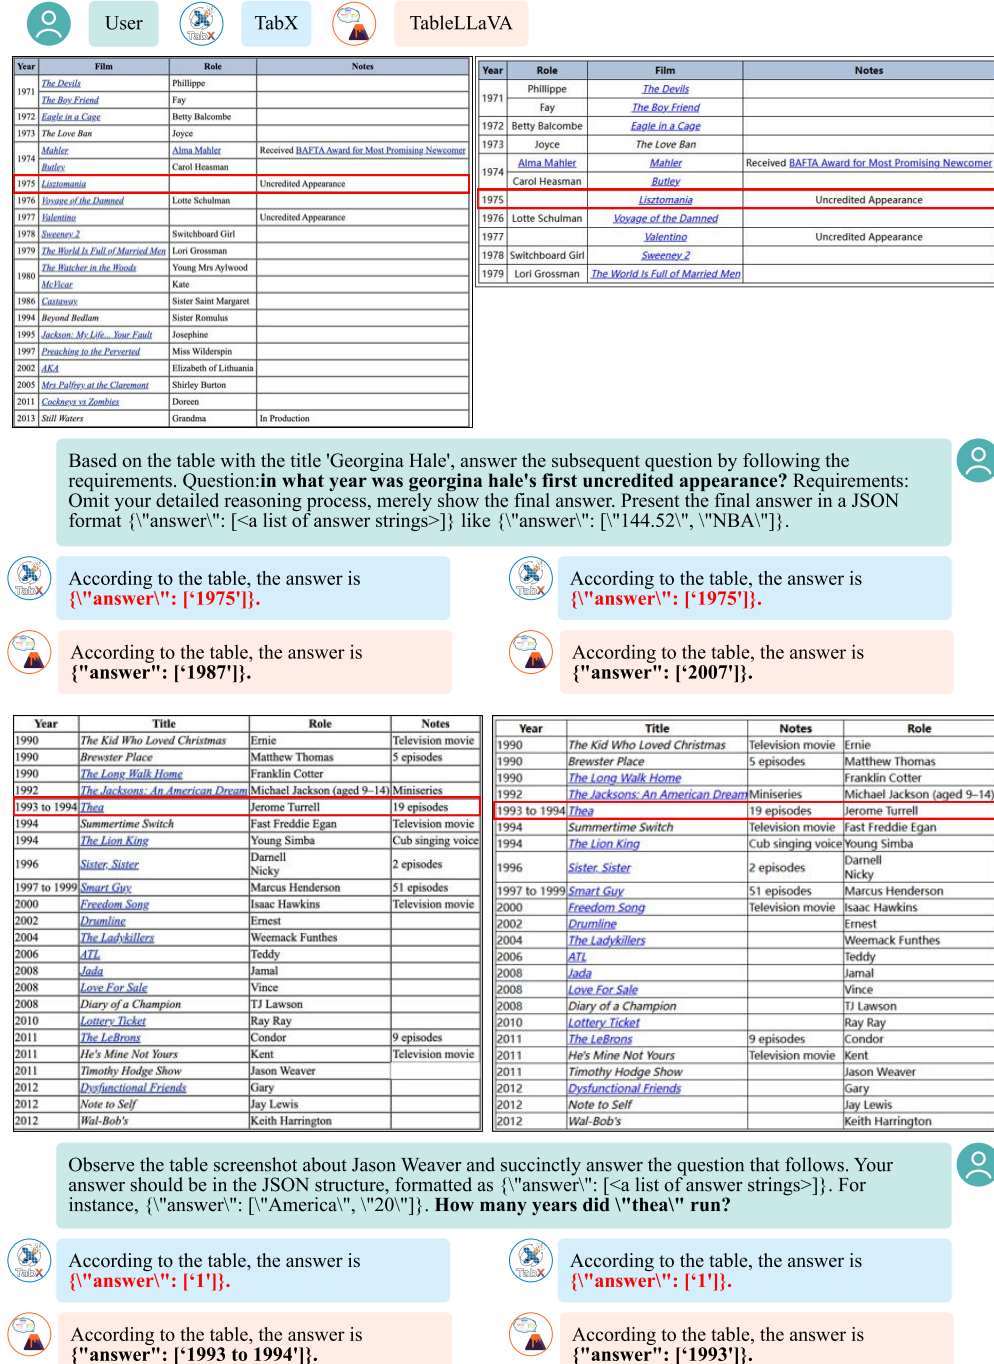 User
TabX
TabX
TableLLaVA
Year Film Role Notes
1971 The Devils Phillippe
The Boy Friend Fay
1972 Eagle in a Cage Betty Balcombe
1973 The Love Ban Joyce
1974 Mahler Alma Mahler Received BAFTA Award for Most Promising Newcomer
Butley Carol Heasman
1975 Lisztomania Uncredited Appearance
1976 Voyage of the Damned Lotte Schulman
1977 Valentino Uncredited Appearance
1978 Sweeney 2 Switchboard Girl
1979 The World Is Full of Married Men Lori Grossman
1980 The Watcher in the Woods Young Mrs Aylwood
McVicar Kate
1986 Castaway Sister Saint Margaret
1994 Beyond Bedlam Sister Romulus
1995 Jackson: My Life... Your Fault Josephine
1997 Preaching to the Perverted Miss Wilderspin
2002 AKA Elizabeth of Lithuania
2005 Mrs Palfrey at the Claremont Shirley Burton
2011 Cockneys vs Zombies Doreen
2013 Still Waters Grandma In Production
Year Role Film Notes
1971 Phillippe The Devils
Fay The Boy Friend
1972 Betty Balcombe Eagle in a Cage
1973 Joyce The Love Ban
1974 Alma Mahler Mahler Received BAFTA Award for Most Promising Newcomer
Carol Heasman Butley
1975 Lisztomania Uncredited Appearance
1976 Lotte Schulman Voyage of the Damned
1977 Valentino Uncredited Appearance
1978 Switchboard Girl Sweeney 2
1979 Lori Grossman The World Is Full of Married Men
Based on the table with the title 'Georgina Hale', answer the subsequent question by following the
requirements. Question:in what year was georgina hale's first uncredited appearance? Requirements:
Omit your detailed reasoning process, merely show the final answer. Present the final answer in a JSON
format {\"answer\": [<a list of answer strings>]} like {\"answer\": [\"144.52\", \"NBA\"]}.
TabX
According to the table, the answer is
{\"answer\": [‘1975']}.
TabX
According to the table, the answer is
{\"answer\": [‘1975']}.
According to the table, the answer is
{"answer": [‘1987']}.
According to the table, the answer is
{"answer": [‘2007']}.
Year Title Role Notes
1990 The Kid Who Loved Christmas Ernie Television movie
1990 Brewster Place Matthew Thomas 5 episodes
1990 The Long Walk Home Franklin Cotter
1992 The Jacksons: An American Dream Michael Jackson (aged 9–14) Miniseries
1993 to 1994 Thea Jerome Turrell 19 episodes
1994 Summertime Switch Fast Freddie Egan Television movie
1994 The Lion King Young Simba Cub singing voice
1996 Sister, Sister Darnell
Nicky 2 episodes
1997 to 1999 Smart Guy Marcus Henderson 51 episodes
2000 Freedom Song Isaac Hawkins Television movie
2002 Drumline Ernest
2004 The Ladykillers Weemack Funthes
2006 ATL Teddy
2008 Jada Jamal
2008 Love For Sale Vince
2008 Diary of a Champion TJ Lawson
2010 Lottery Ticket Ray Ray
2011 The LeBrons Condor 9 episodes
2011 He's Mine Not Yours Kent Television movie
2011 Timothy Hodge Show Jason Weaver
2012 Dysfunctional Friends Gary
2012 Note to Self Jay Lewis
2012 Wal-Bob's Keith Harrington
Year Title Notes Role
1990 The Kid Who Loved Christmas Television movie Ernie
1990 Brewster Place 5 episodes Matthew Thomas
1990 The Long Walk Home Franklin Cotter
1992 The Jacksons: An American Dream Miniseries Michael Jackson (aged 9–14)
1993 to 1994 Thea 19 episodes Jerome Turrell
1994 Summertime Switch Television movie Fast Freddie Egan
1994 The Lion King Cub singing voice Young Simba
1996 Sister, Sister 2 episodes Darnell
Nicky
1997 to 1999 Smart Guy 51 episodes Marcus Henderson
2000 Freedom Song Television movie Isaac Hawkins
2002 Drumline Ernest
2004 The Ladykillers Weemack Funthes
2006 ATL Teddy
2008 Jada Jamal
2008 Love For Sale Vince
2008 Diary of a Champion TJ Lawson
2010 Lottery Ticket Ray Ray
2011 The LeBrons 9 episodes Condor
2011 He's Mine Not Yours Television movie Kent
2011 Timothy Hodge Show Jason Weaver
2012 Dysfunctional Friends Gary
2012 Note to Self Jay Lewis
2012 Wal-Bob's Keith Harrington
Observe the table screenshot about Jason Weaver and succinctly answer the question that follows. Your
answer should be in the JSON structure, formatted as {\"answer\": [<a list of answer strings>]}. For
instance, {\"answer\": [\"America\", \"20\"]}. How many years did \"thea\" run?
TabX
According to the table, the answer is
{\"answer\": [‘1']}.
TabX
According to the table, the answer is
{\"answer\": [‘1']}.
According to the table, the answer is
{"answer": [‘1993 to 1994']}.
According to the table, the answer is
{"answer": [‘1993']}.